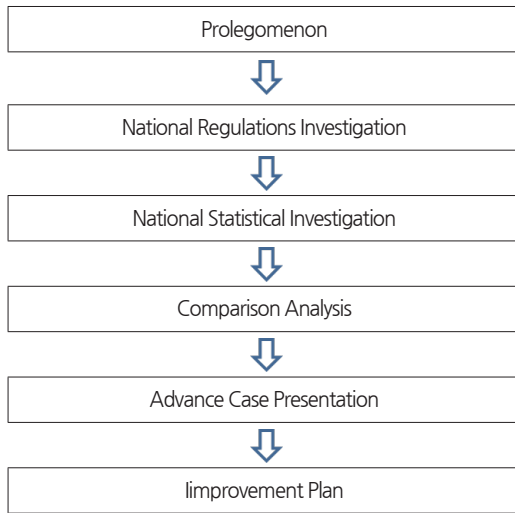 Prolegomenon
National Regulations Investigation
National Statistical Investigation
Comparison Analysis
Advance Case Presentation
Iimprovement Plan